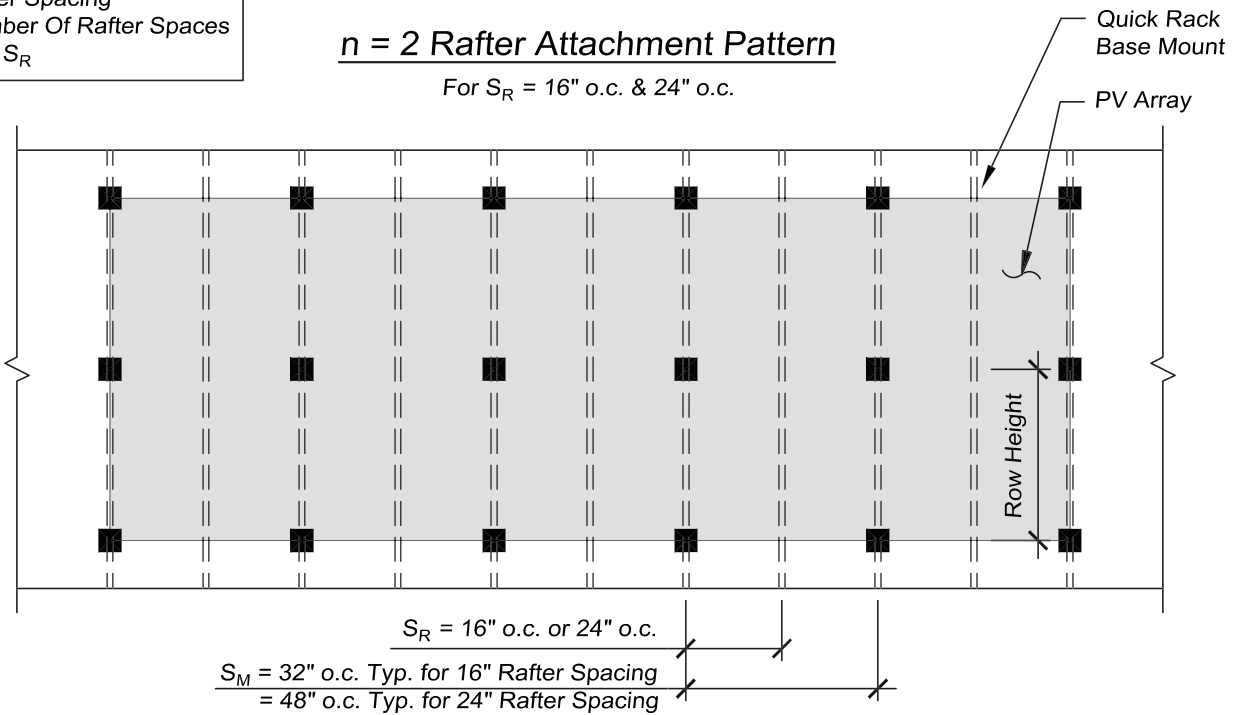 Spacing
Of Rafter Spaces
S_R
n = 2 Rafter Attachment Pattern
For S_R = 16" o.c. & 24" o.c.
Quick Rack
Base Mount
PV Array
Row Height
S_R = 16" o.c. or 24" o.c.
S_M = 32" o.c. Typ. for 16" Rafter Spacing
= 48" o.c. Typ. for 24" Rafter Spacing